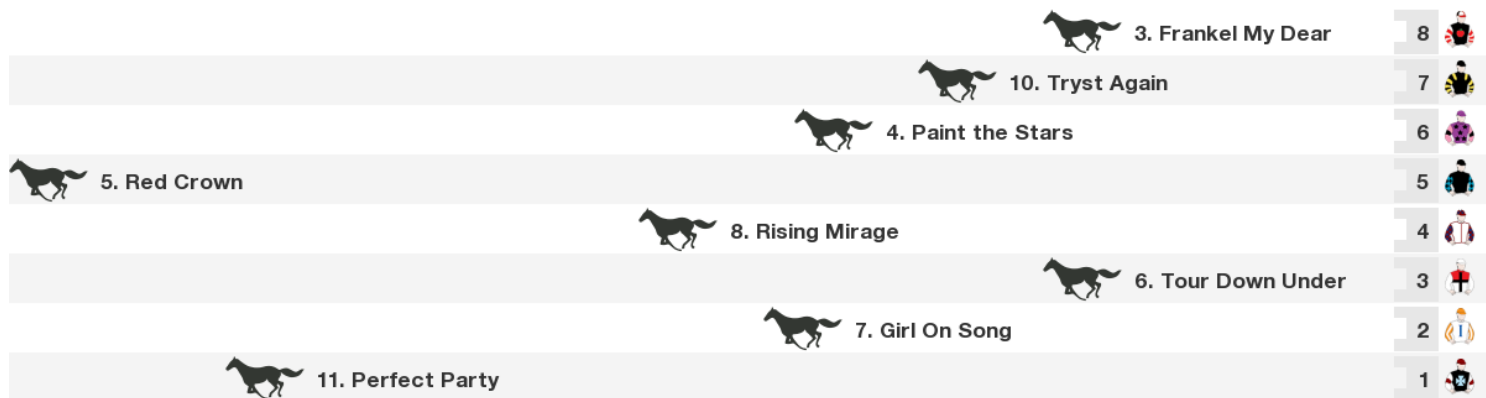 3. Frankel My Dear 8
10. Tryst Again 7
4. Paint the Stars 6
5. Red Crown 5
8. Rising Mirage 4
6. Tour Down Under 3
7. Girl On Song 2
I
11. Perfect Party 1